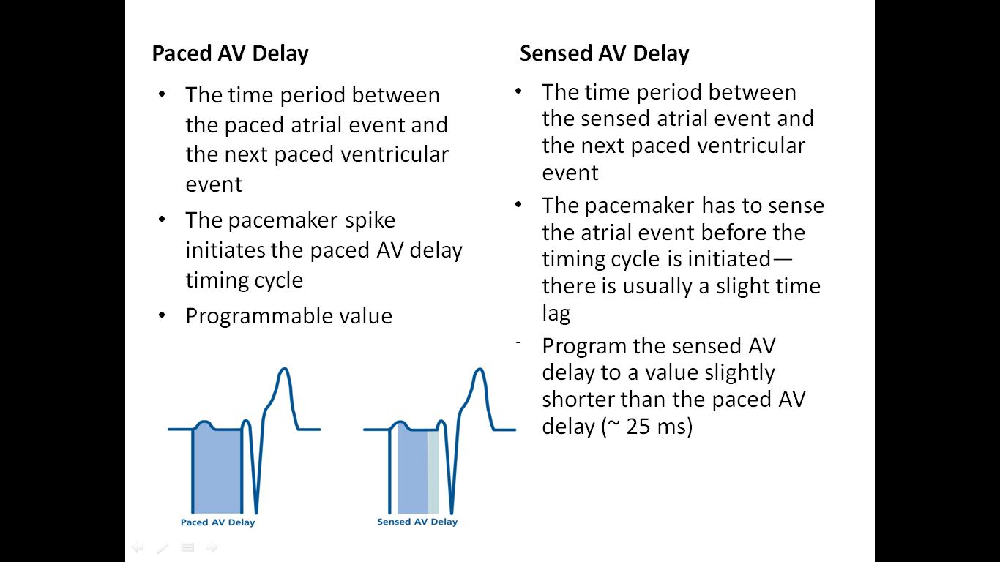 Paced AV Delay
• The time period between
the paced atrial event and
the next paced ventricular
event
• The pacemaker spike
initiates the paced AV delay
timing cycle
• Programmable value
Paced AV Delay
Sensed AV Delay
Sensed AV Delay
• The time period between
the sensed atrial event and
the next paced ventricular
event
• The pacemaker has to sense
the atrial event before the
timing cycle is initiated—
there is usually a slight time
lag
Program the sensed AV
delay to a value slightly
shorter than the paced AV
delay (~ 25 ms)